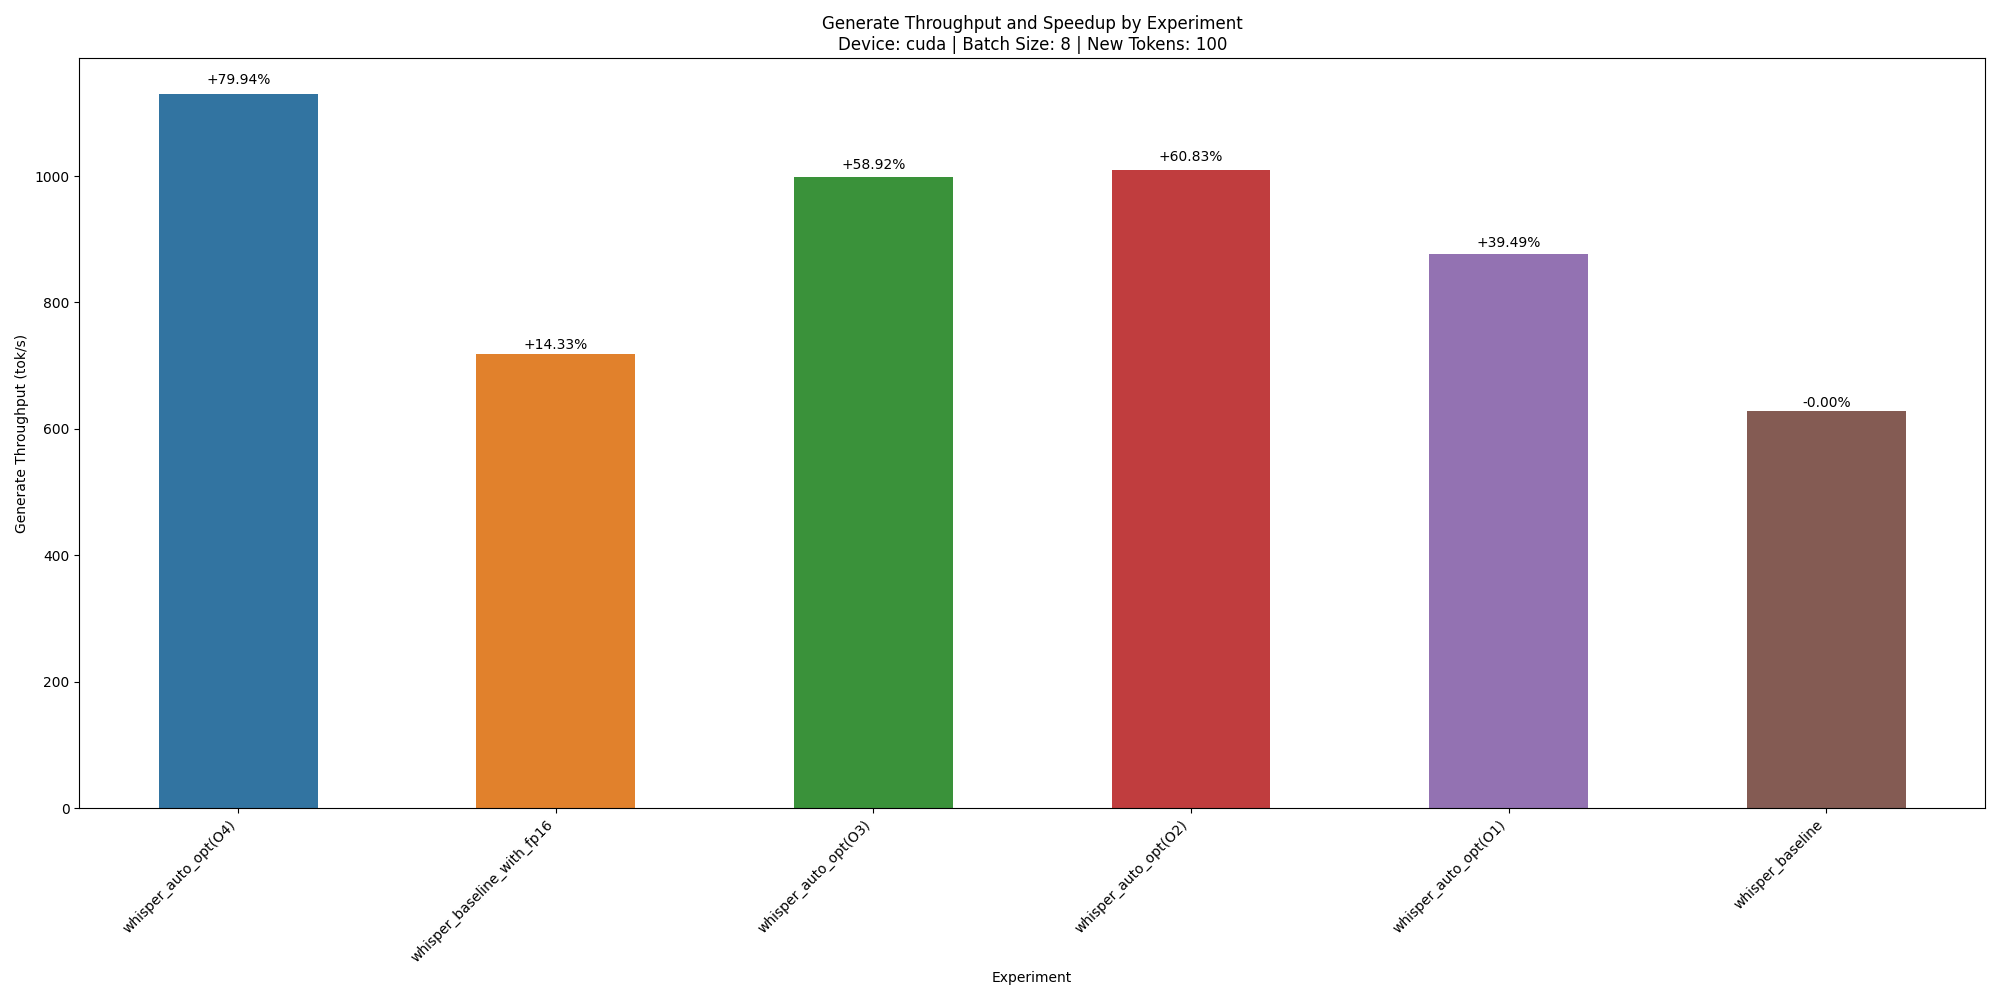 Generate Throughput and Speedup by Experiment
Device: cuda | Batch Size: 8 | New Tokens: 100
Generate Throughput (tok/s)
1000
800
600
400
200
0
+79.94%
+14.33%
+58.92%
+60.83%
+39.49%
-0.00%
whisper_auto_opt(O4)
whisper_baseline_with_fp16
whisper_auto_opt(O3)
whisper_auto_opt(O2)
whisper_auto_opt(O1)
whisper_baseline
Experiment